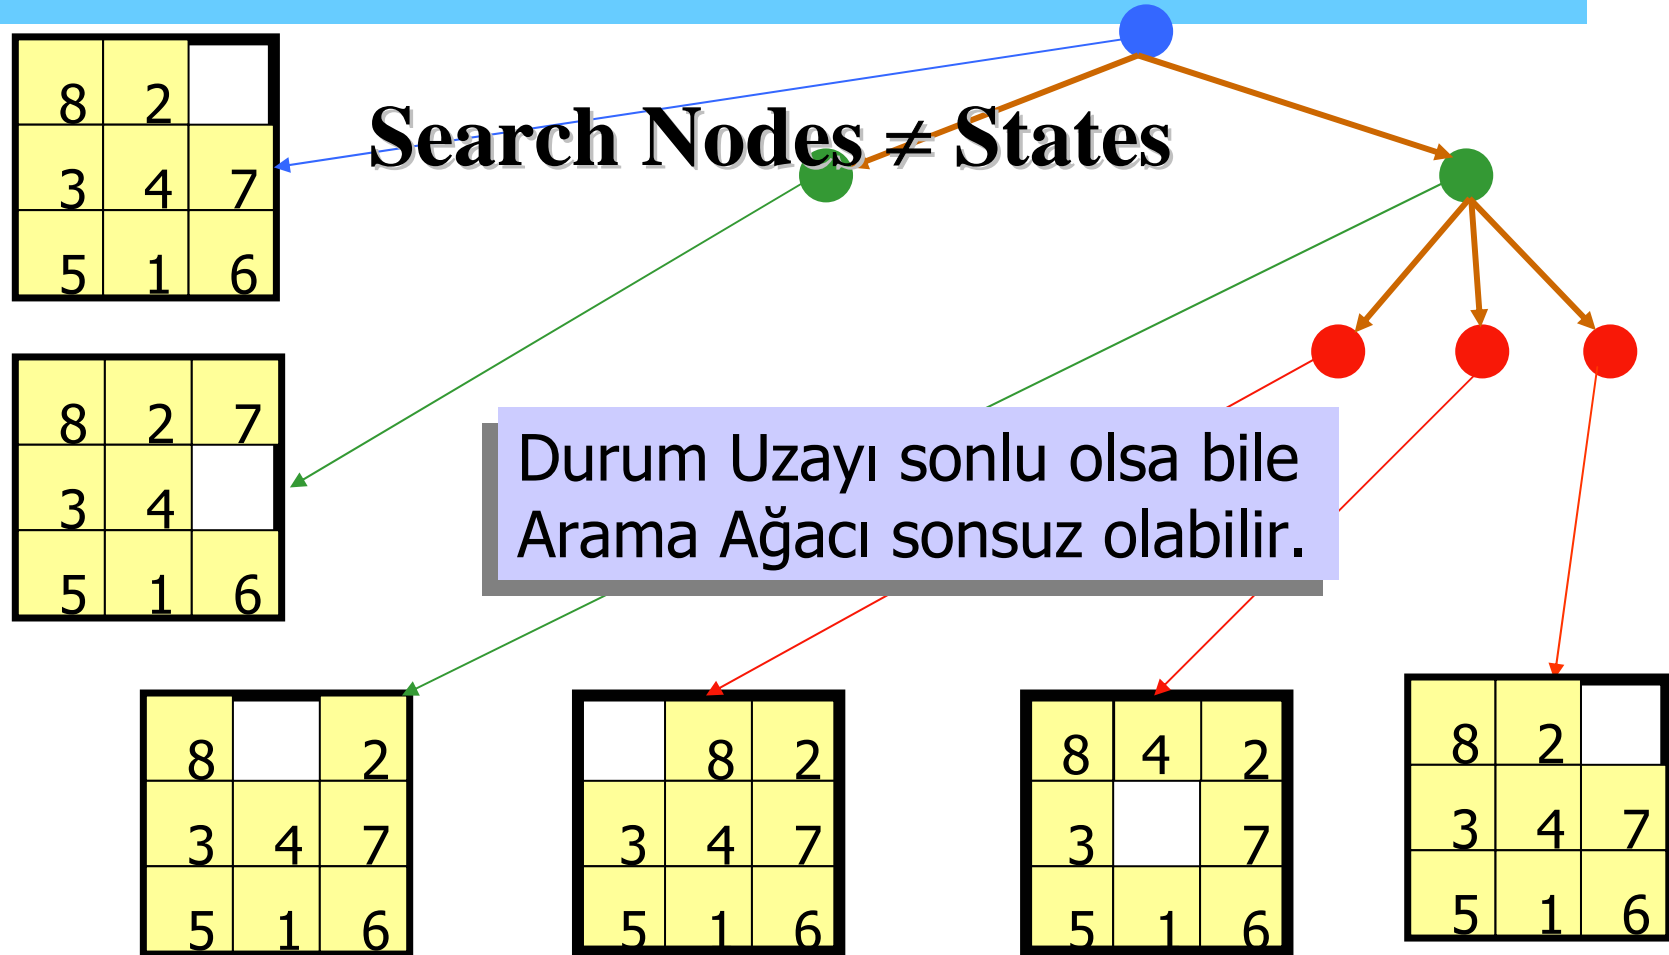 Search Nodes ≠ States
8 2
3 4 7
5 1 6
8 2 7
3 4
5 1 6
Durum Uzayı sonlu olsa bile
Arama Ağacı sonsuz olabilir.
8 2
3 4 7
5 1 6
8 2
3 4 7
5 1 6
8 4 2
3 7
5 1 6
8 2
3 4 7
5 1 6